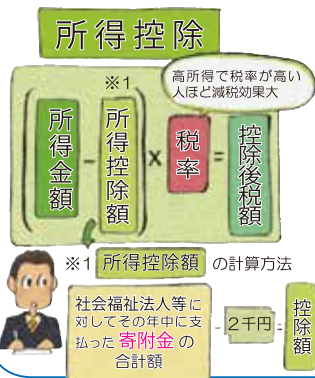 所得控除
高所得で税率が高い
人ほど減税効果大
※1
(所得金額 - 所得控除額) × 税率 = 控除後税額
※1 所得控除額 の計算方法
社会福祉法人等に
対してその年中に支
払った寄附金の
合計額
- 2千円 = 控除額